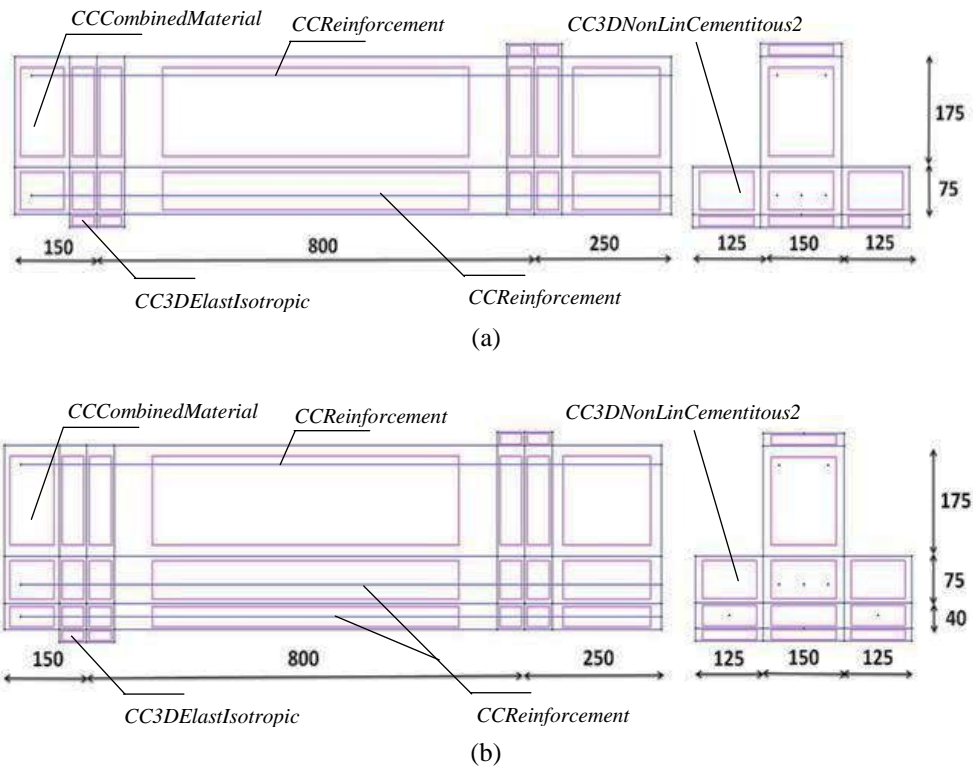 CCCombinedMaterial
CCReinforcement
CC3DNonLinCementitous2
175
75
150
800
250
125
150
125
CC3DElastIsotropic
CCReinforcement
(a)
CCCombinedMaterial
CCReinforcement
CC3DNonLinCementitous2
175
75
40
150
800
250
125
150
125
CC3DElastIsotropic
CCReinforcement
(b)